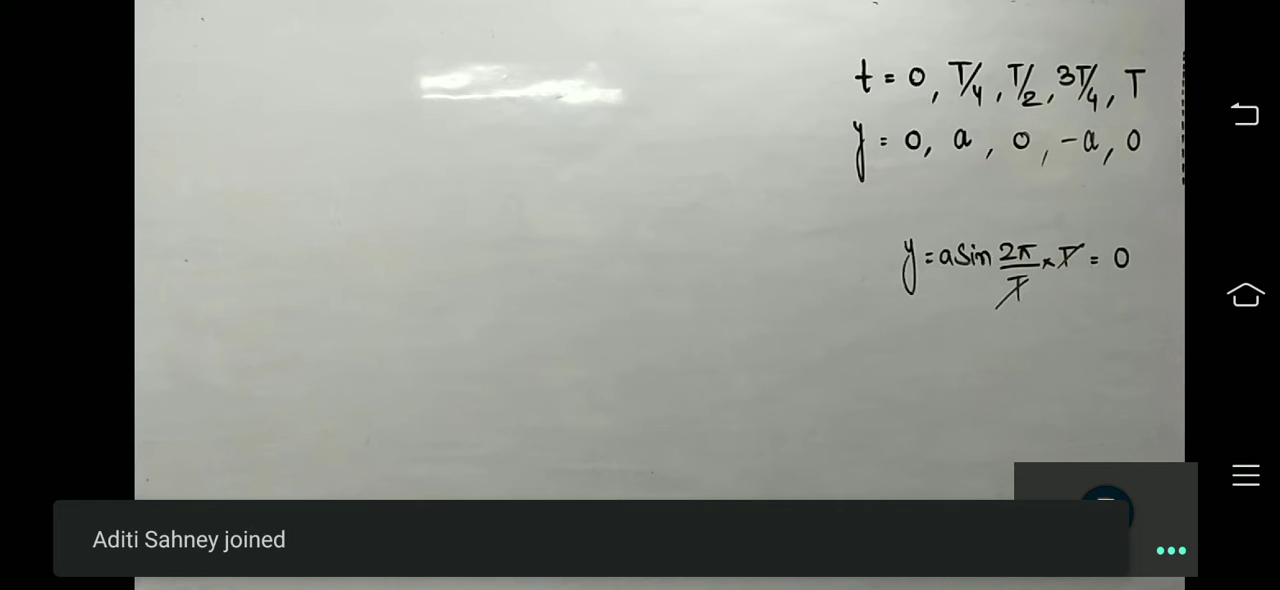 t = 0, T/4, T/2, 3T/4, T
y = 0, a, 0, -a, 0
y = a Sin 2π/T × T = 0
Aditi Sahney joined